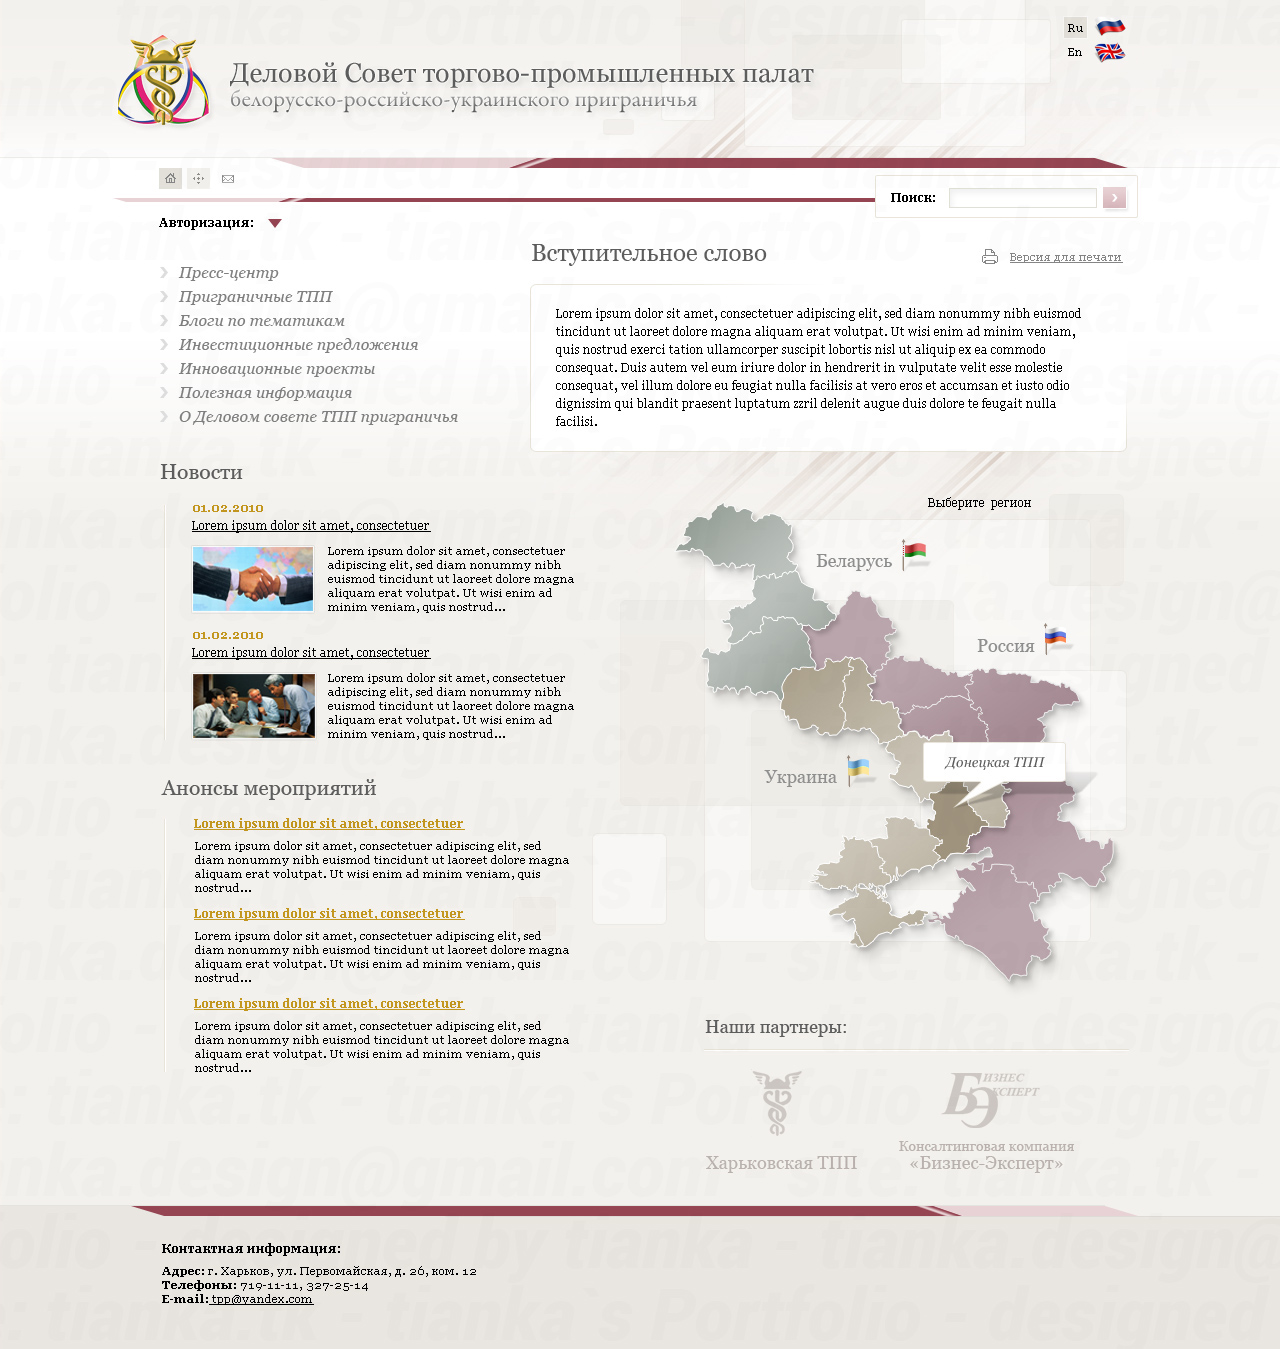 Ru
En
Деловой Совет торгово-промышленных палат
белорусско-российско-украинского приграничья
Поиск:
Авторизация:
Пресс-центр
Приграничные ТПП
Блоги по тематикам
Инвестиционные предложения
Инновационные проекты
Полезная информация
О Деловом совете ТПП приграничья
Вступительное слово
Версия для печати
Lorem ipsum dolor sit amet, consectetuer adipiscing elit, sed diam nonummy nibh euismod
tincidunt ut laoreet dolore magna aliquam erat volutpat. Ut wisi enim ad minim veniam,
quis nostrud exerci tation ullamcorper suscipit lobortis nisl ut aliquip ex ea commodo
consequat. Duis autem vel eum iriure dolor in hendrerit in vulputate velit esse molestie
consequat, vel illum dolore eu feugiat nulla facilisis at vero eros et accumsan et iusto odio
dignissim qui blandit praesent luptatum zzril delenit augue duis dolore te feugait nulla
facilisi.
Новости
01.02.2010
Lorem ipsum dolor sit amet, consectetuer
Lorem ipsum dolor sit amet, consectetuer
adipiscing elit, sed diam nonummy nibh
euismod tincidunt ut laoreet dolore magna
aliquam erat volutpat. Ut wisi enim ad
minim veniam, quis nostrud...
01.02.2010
Lorem ipsum dolor sit amet, consectetuer
Lorem ipsum dolor sit amet, consectetuer
adipiscing elit, sed diam nonummy nibh
euismod tincidunt ut laoreet dolore magna
aliquam erat volutpat. Ut wisi enim ad
minim veniam, quis nostrud...
Анонсы мероприятий
Lorem ipsum dolor sit amet, consectetuer
Lorem ipsum dolor sit amet, consectetuer adipiscing elit, sed
diam nonummy nibh euismod tincidunt ut laoreet dolore magna
aliquam erat volutpat. Ut wisi enim ad minim veniam, quis
nostrud...
Lorem ipsum dolor sit amet, consectetuer
Lorem ipsum dolor sit amet, consectetuer adipiscing elit, sed
diam nonummy nibh euismod tincidunt ut laoreet dolore magna
aliquam erat volutpat. Ut wisi enim ad minim veniam, quis
nostrud...
Lorem ipsum dolor sit amet, consectetuer
Lorem ipsum dolor sit amet, consectetuer adipiscing elit, sed
diam nonummy nibh euismod tincidunt ut laoreet dolore magna
aliquam erat volutpat. Ut wisi enim ad minim veniam, quis
nostrud...
Выберите регион
Беларусь
Россия
Донецкая ТПП
Украина
Наши партнеры:
Харьковская ТПП
БИЗНЕС
ЭКСПЕРТ
Консалтинговая компания
«Бизнес-Эксперт»
Контактная информация:
Адрес: г. Харьков, ул. Первомайская, д. 26, ком. 12
Телефоны: 719-11-11, 327-25-14
E-mail: tpp@yandex.com